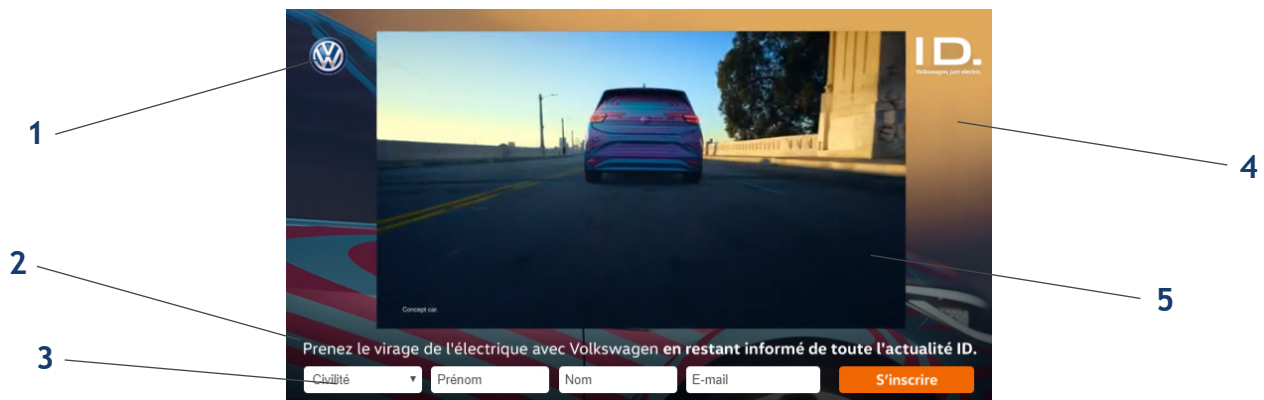 ID.
Volkswagen, just electric.
1
4
2
5
Concept car.
Prenez le virage de l'électrique avec Volkswagen en restant informé de toute l'actualité ID.
3
Civilité Prénom Nom E-mail S'inscrire